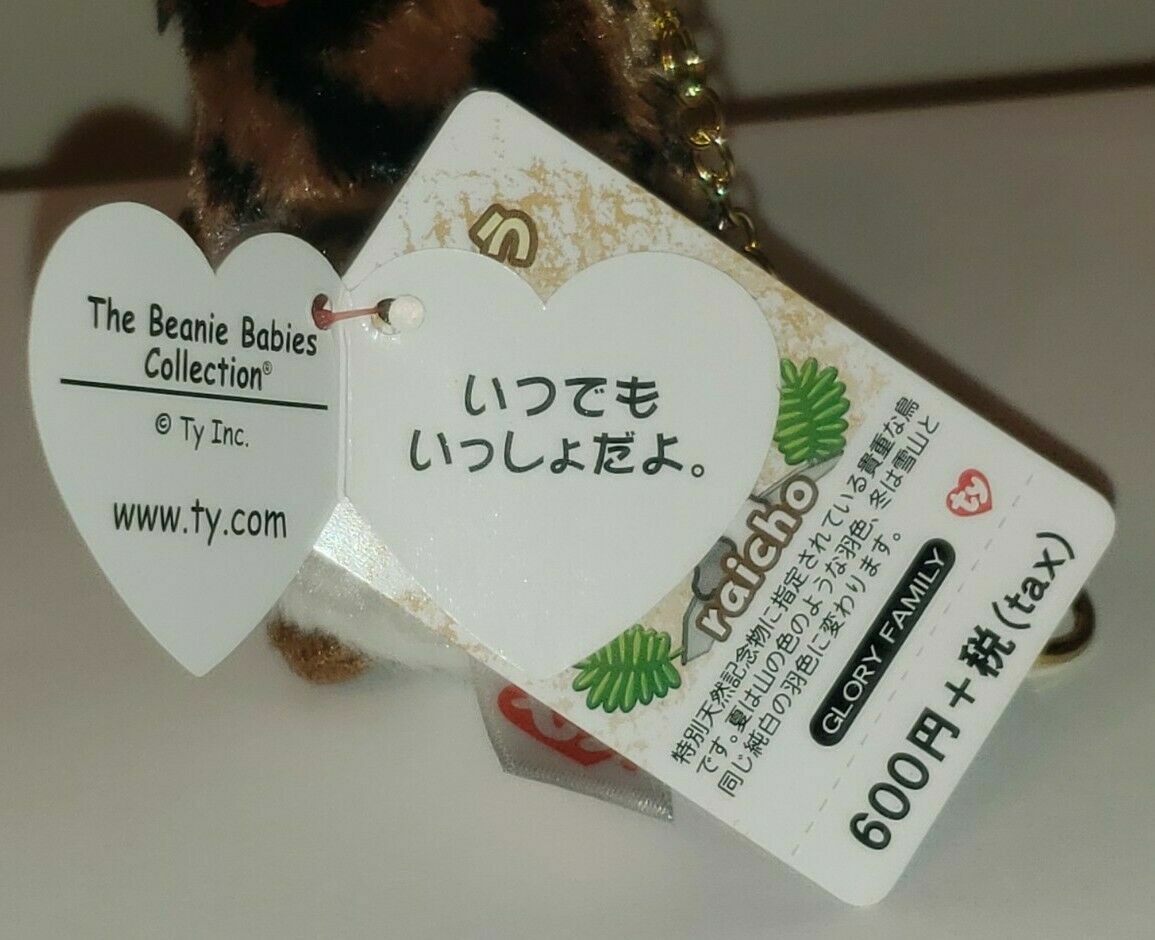 The Beanie Babies
Collection®
© Ty Inc.
www.ty.com
いつでも
いっしょだよ。
raicho
特別天然記念物に指定されている貴重な鳥
です。夏は山の色のような羽色、冬は雪山と
同じ純白の羽色に変わります。
ty
GLORY FAMILY
600円+税(tax)
ty